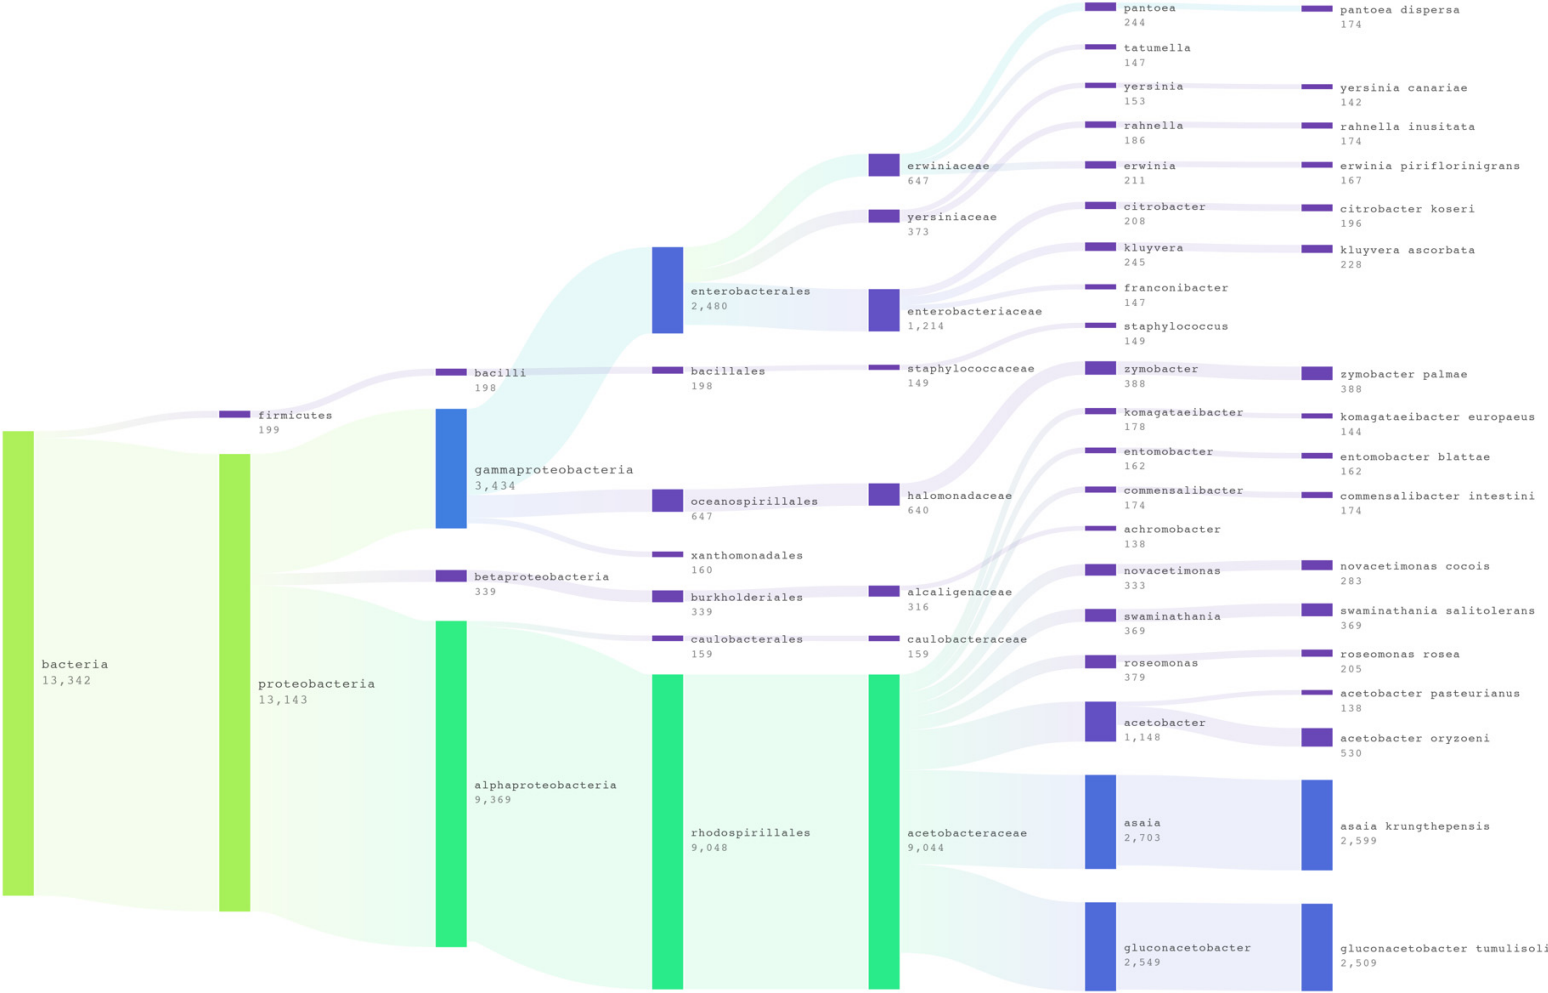 bacteria
13,342
firmicutes
199
proteobacteria
13,143
bacilli
198
gammaproteobacteria
3,434
betaproteobacteria
339
alphaproteobacteria
9,369
enterobacterales
2,480
bacillales
198
oceanospirillales
647
xanthomonadales
160
burkholderiales
339
caulobacterales
159
rhodospirillales
9,048
erwiniaceae
647
yersiniaceae
373
enterobacteriaceae
1,214
staphylococcaceae
149
halomonadaceae
640
alcaligenaceae
316
caulobacteraceae
159
acetobacteraceae
9,044
pantoea
244
tatumella
147
yersinia
153
rahnella
186
erwinia
211
citrobacter
208
kluyvera
245
franconibacter
147
staphylococcus
149
zymobacter
388
komagataeibacter
178
entomobacter
162
commensalibacter
174
achromobacter
138
novacetimonas
333
swaminathania
369
roseomonas
379
acetobacter
1,148
asaia
2,703
gluconacetobacter
2,549
pantoea dispersa
174
yersinia canariae
142
rahnella inusitata
174
erwinia piriflorinigrans
167
citrobacter koseri
196
kluyvera ascorbata
228
zymobacter palmae
388
komagataeibacter europaeus
144
entomobacter blattae
162
commensalibacter intestini
174
novacetimonas cocois
283
swaminathania salitolerans
369
roseomonas rosea
205
acetobacter pasteurianus
138
acetobacter oryzoeni
530
asaia krungthepensis
2,599
gluconacetobacter tumulisoli
2,509